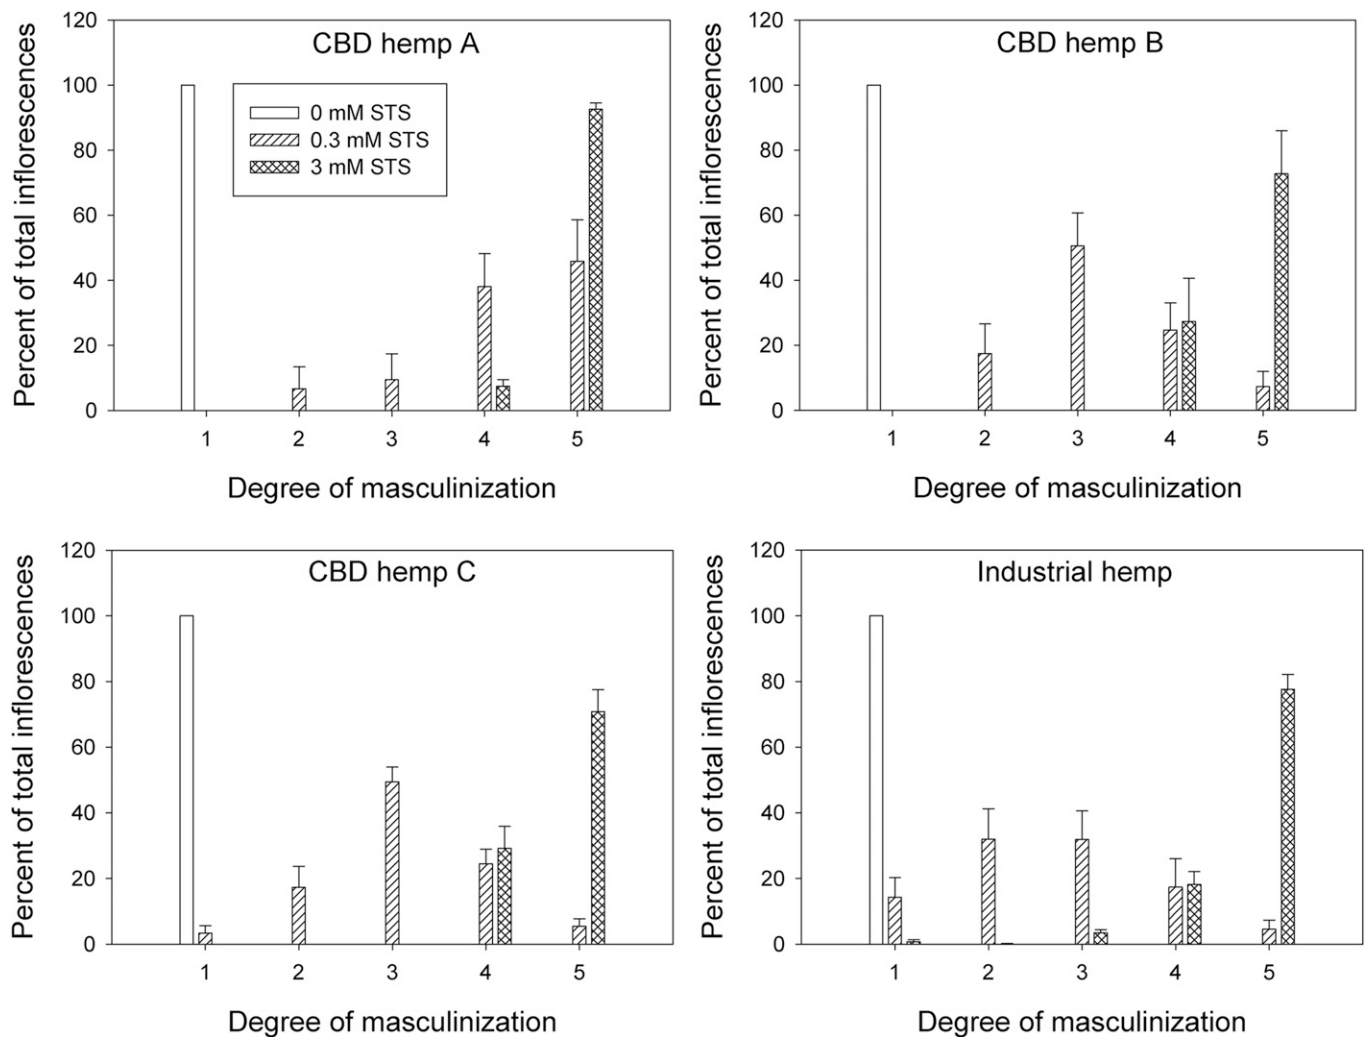 CBD hemp A
Percent of total inflorescences
120
100
80
60
40
20
0
0 mM STS
0.3 mM STS
3 mM STS
1 2 3 4 5
Degree of masculinization
CBD hemp B
Percent of total inflorescences
120
100
80
60
40
20
0
1 2 3 4 5
Degree of masculinization
CBD hemp C
Percent of total inflorescences
120
100
80
60
40
20
0
1 2 3 4 5
Degree of masculinization
Industrial hemp
Percent of total inflorescences
120
100
80
60
40
20
0
1 2 3 4 5
Degree of masculinization